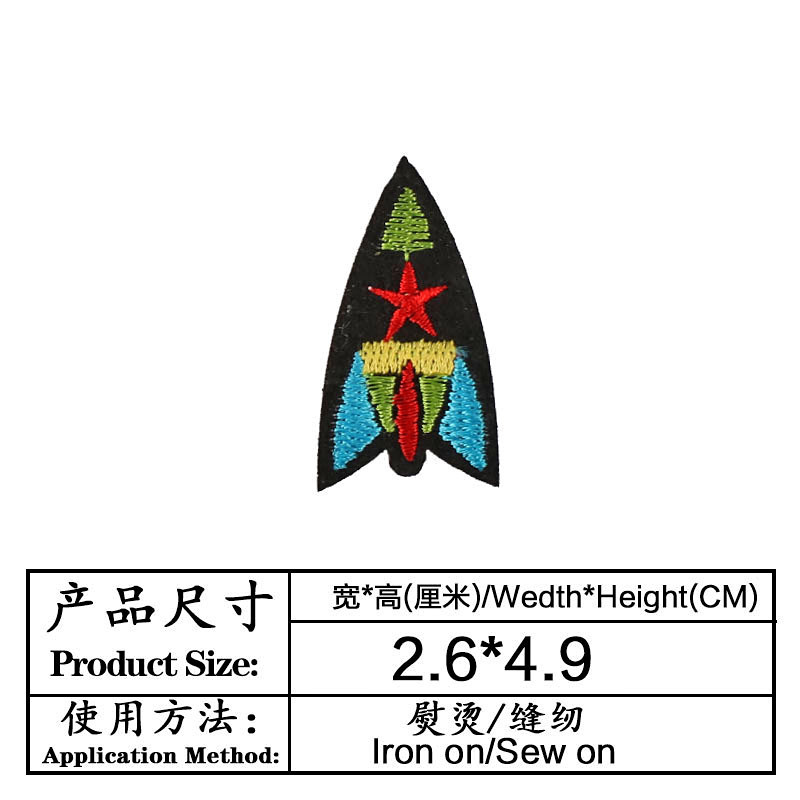 产品尺寸
Product Size:
宽*高(厘米)/Wedth*Height(CM)
2.6*4.9
使用方法:
Application Method:
熨烫/缝纫
Iron on/Sew on